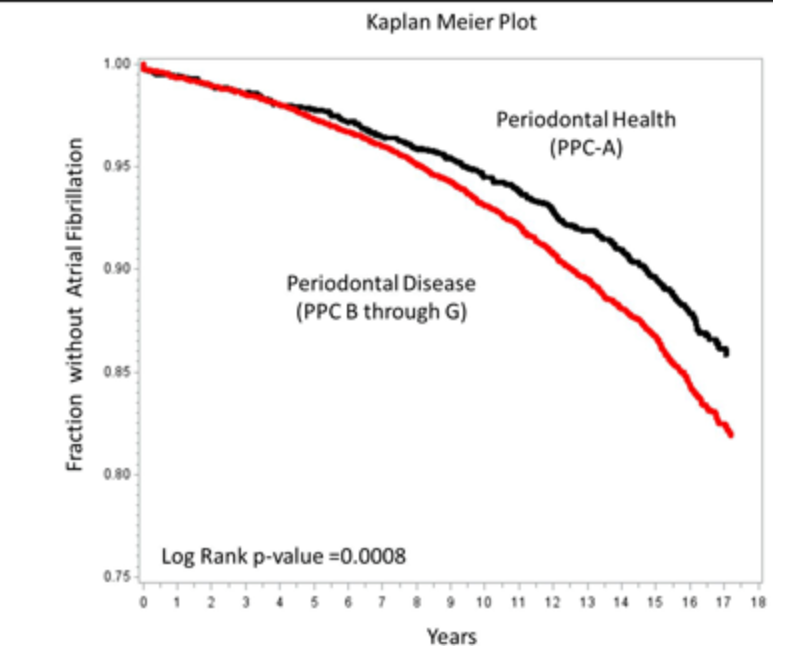 Kaplan Meier Plot
Fraction without Atrial Fibrillation
1.00
0.95
0.90
0.85
0.80
0.75
Periodontal Health
(PPC-A)
Periodontal Disease
(PPC B through G)
Log Rank p-value =0.0008
0 1 2 3 4 5 6 7 8 9 10 11 12 13 14 15 16 17 18
Years